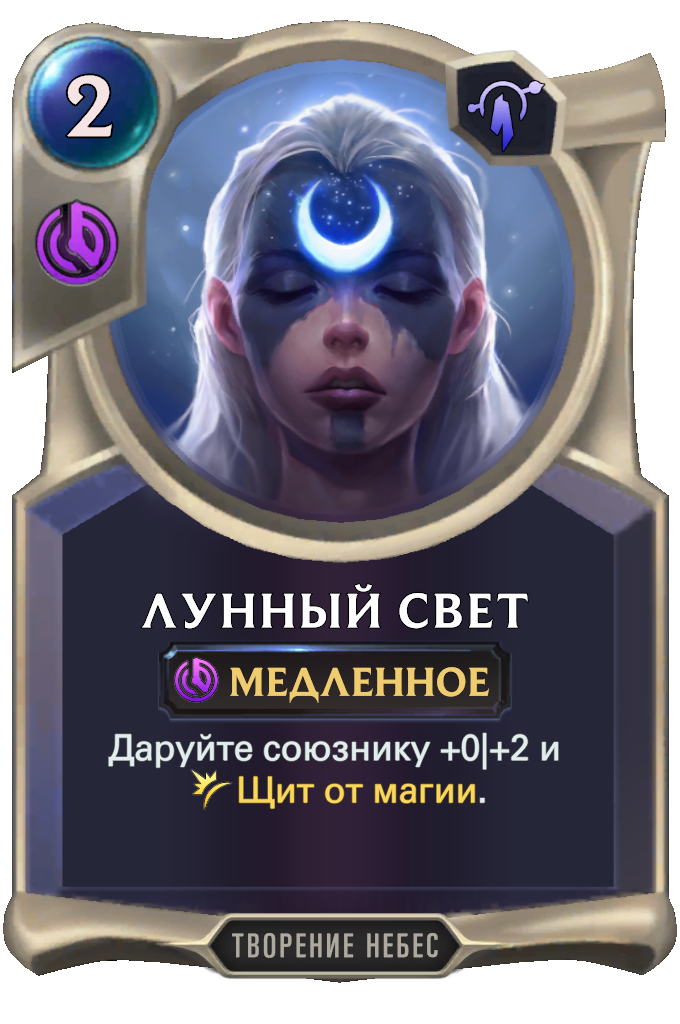 2
ЛУННЫЙ СВЕТ
МЕДЛЕННОЕ
Даруйте союзнику +0|+2 и
Щит от магии.
ТВОРЕНИЕ НЕБЕС